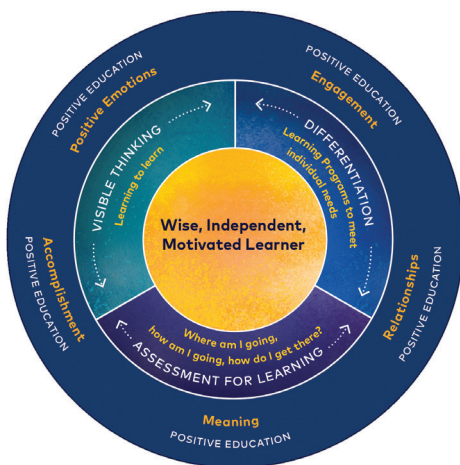 POSITIVE EDUCATION
Positive Emotions
POSITIVE EDUCATION
Engagement
VISIBLE THINKING
Learning to learn
DIFFERENTIATION
Learning Programs to meet
individual needs
Wise, Independent,
Motivated Learner
Accomplishment
POSITIVE EDUCATION
Relationships
POSITIVE EDUCATION
Where am I going,
how am I going, how do I get there?
ASSESSMENT FOR LEARNING
Meaning
POSITIVE EDUCATION